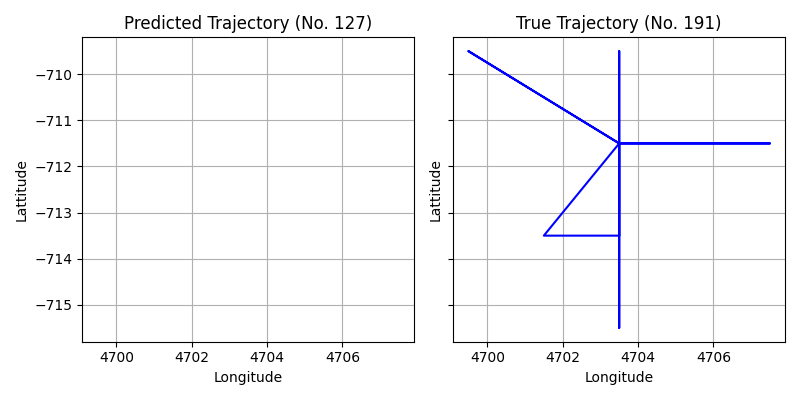 Predicted Trajectory (No. 127)
Lattitude
−710
−711
−712
−713
−714
−715
4700 4702 4704 4706
Longitude
True Trajectory (No. 191)
Lattitude
4700 4702 4704 4706
Longitude